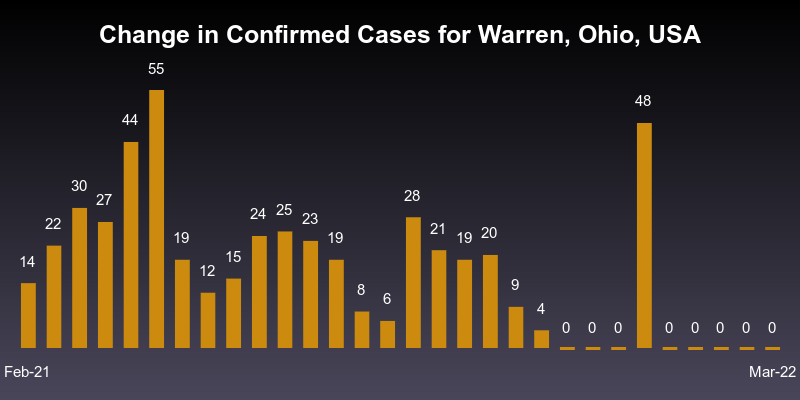 Change in Confirmed Cases for Warren, Ohio, USA
14 22 30 27 44 55 19 12 15 24 25 23 19 8 6 28 21 19 20 9 4 0 0 0 48 0 0 0 0 0
Feb-21 Mar-22